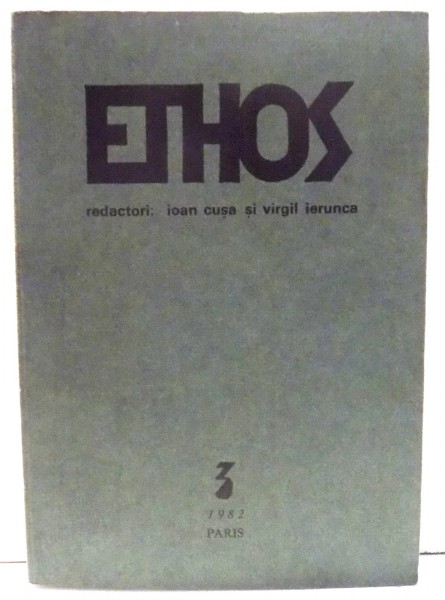 ETHOS
redactori: ioan cușa și virgil ierunca
3
1982
PARIS